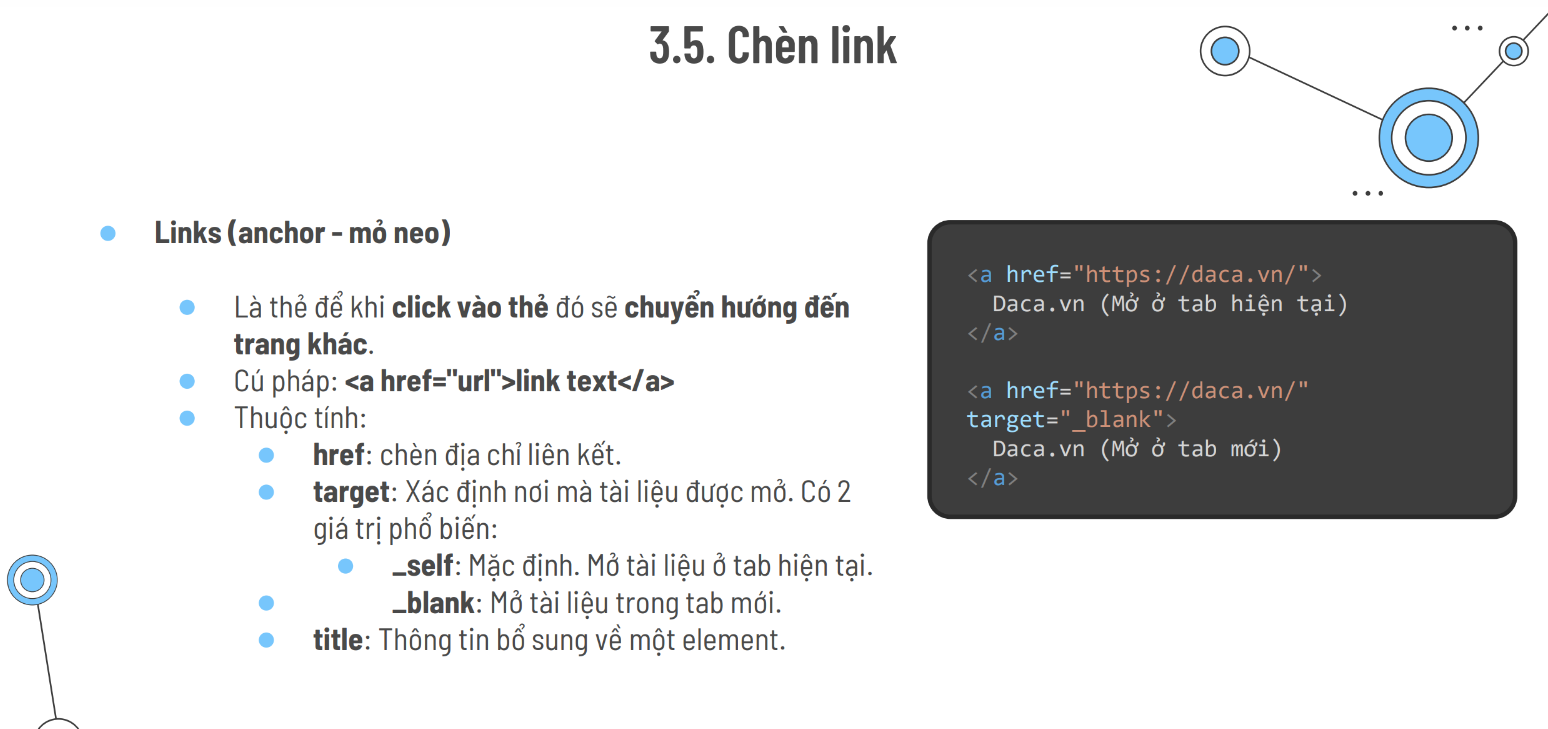 3.5. Chèn link
Links (anchor - mỏ neo)
Là thẻ để khi click vào thẻ đó sẽ chuyển hướng đến
trang khác.
Cú pháp: <a href="url">link text</a>
Thuộc tính:
href: chèn địa chỉ liên kết.
target: Xác định nơi mà tài liệu được mở. Có 2
giá trị phổ biến:
_self: Mặc định. Mở tài liệu ở tab hiện tại.
_blank: Mở tài liệu trong tab mới.
title: Thông tin bổ sung về một element.
<a href="https://daca.vn/">
Daca.vn (Mở ở tab hiện tại)
</a>
<a href="https://daca.vn/"
target="_blank">
Daca.vn (Mở ở tab mới)
</a>